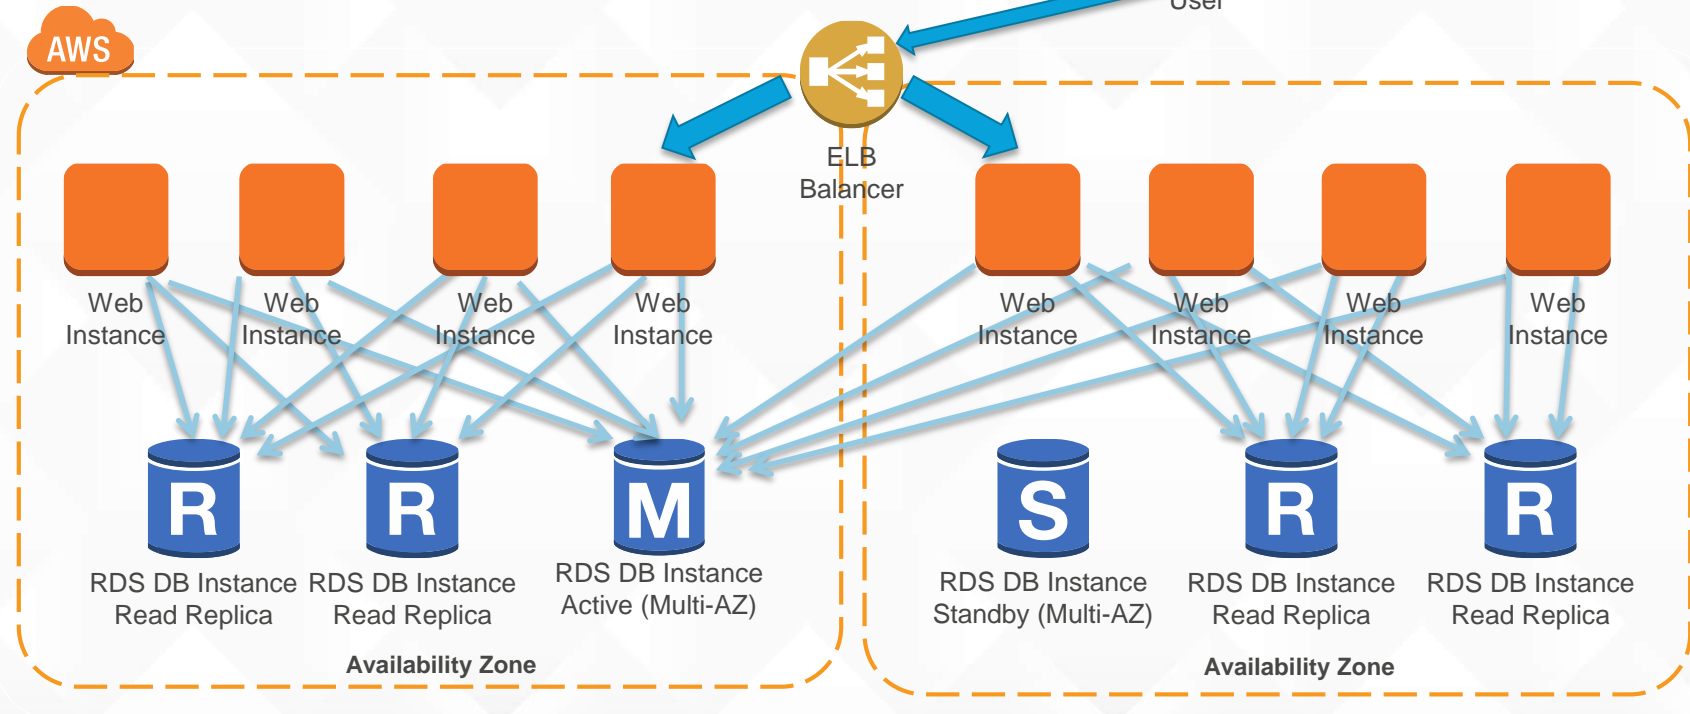 User
AWS
ELB
Balancer
Web
Instance
Web
Instance
Web
Instance
Web
Instance
Web
Instance
Web
Instance
Web
Instance
Web
Instance
R
R
M
S
R
R
RDS DB Instance
Read Replica
RDS DB Instance
Read Replica
RDS DB Instance
Active (Multi-AZ)
RDS DB Instance
Standby (Multi-AZ)
RDS DB Instance
Read Replica
RDS DB Instance
Read Replica
Availability Zone
Availability Zone